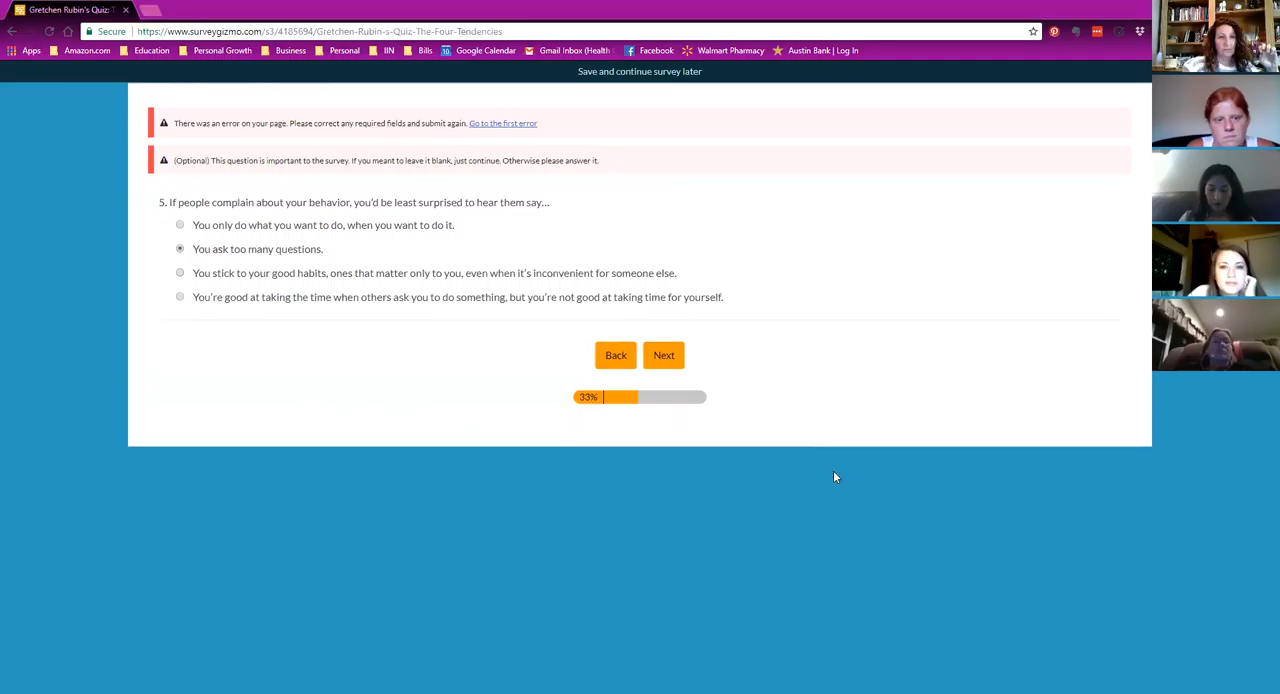 Gretchen Rubin's Quiz: T
Secure https://www.surveygizmo.com/s3/4185694/Gretchen-Rubin-s-Quiz-The-Four-Tendencies
Apps Amazon.com Education Personal Growth Business Personal IIN Bills Google Calendar Gmail Inbox (Health Facebook Walmart Pharmacy Austin Bank | Log In
Save and continue survey later
There was an error on your page. Please correct any required fields and submit again. Go to the first error
(Optional) This question is important to the survey. If you meant to leave it blank, just continue. Otherwise please answer it.
5. If people complain about your behavior, you’d be least surprised to hear them say…
You only do what you want to do, when you want to do it.
You ask too many questions.
You stick to your good habits, ones that matter only to you, even when it’s inconvenient for someone else.
You’re good at taking the time when others ask you to do something, but you’re not good at taking time for yourself.
Back Next
33%